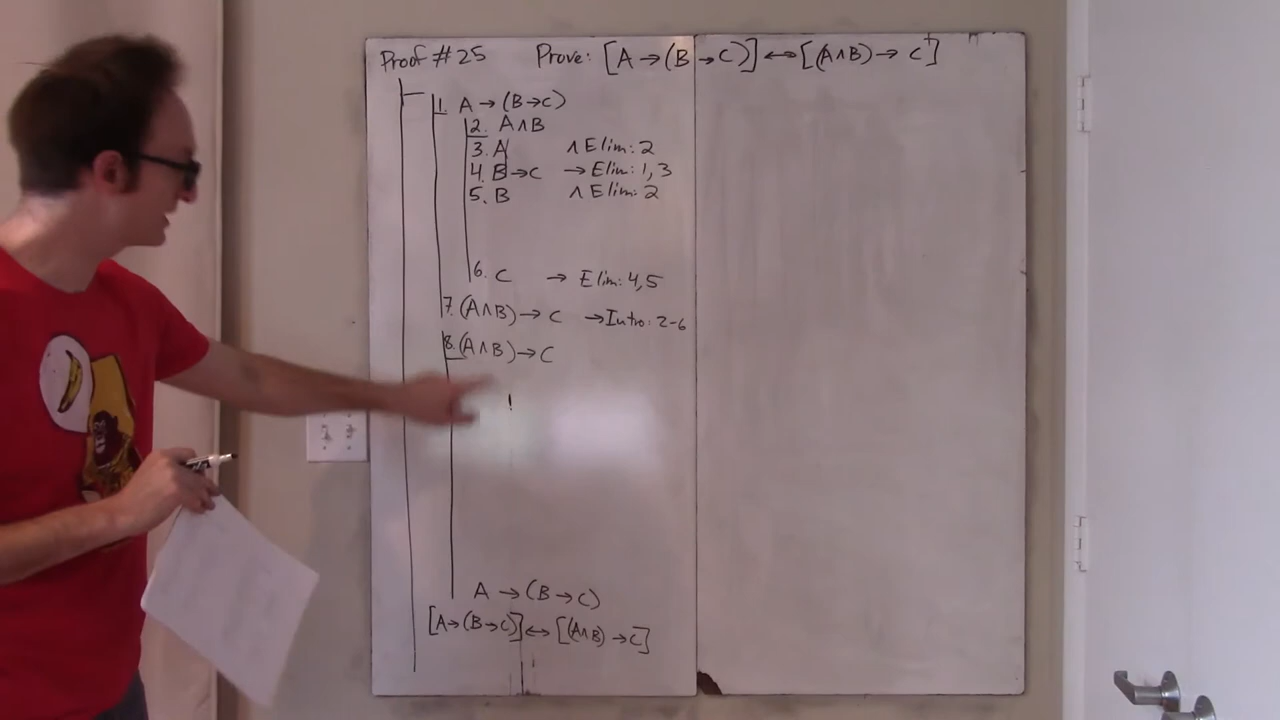 Proof #25 Prove: [A→(B→C)]↔[(A∧B)→C]
1. A→(B→C)
2. A∧B
3. A ∧ Elim: 2
4. B→C → Elim: 1, 3
5. B ∧ Elim: 2
6. C → Elim: 4,5
7. (A∧B)→C →Intro: 2-6
8. (A∧B)→C
A→(B→C)
[A→(B→C)]↔[(A∧B)→C]